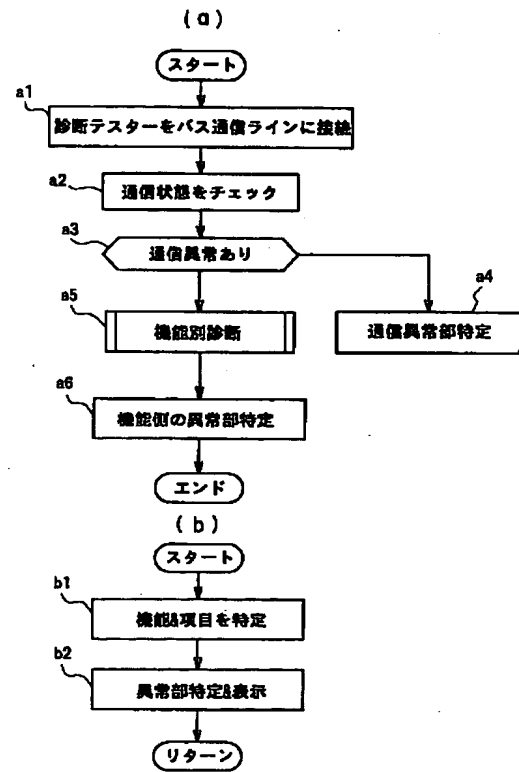 (a)
スタート
a1
診断テスターをバス通信ラインに接続
a2
通信状態をチェック
a3
通信異常あり
a4
通信異常部特定
a5
機能別診断
a6
機能側の異常部特定
エンド
(b)
スタート
b1
機能&項目を特定
b2
異常部特定&表示
リターン